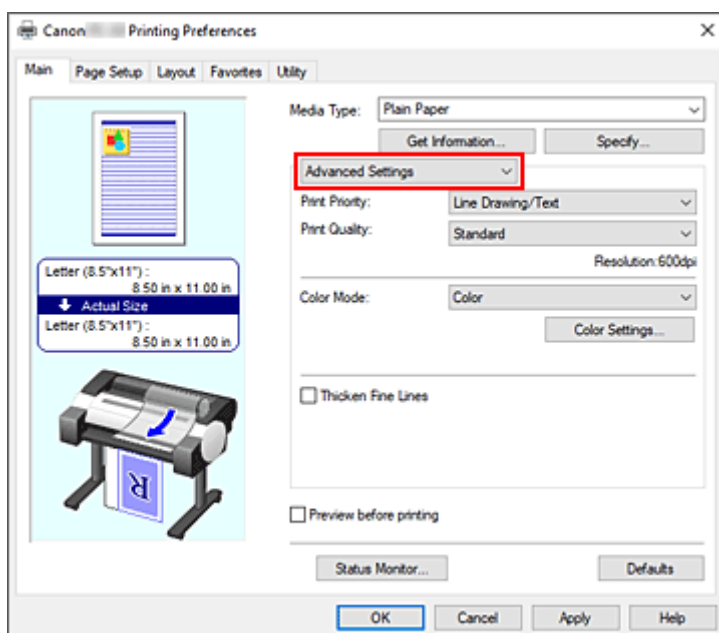 Canon Printing Preferences
Main Page Setup Layout Favorites Utility
Media Type: Plain Paper
Get Information... Specify...
Advanced Settings
Print Priority: Line Drawing/Text
Print Quality: Standard
Resolution:600dpi
Letter (8.5"x11") :
8.50 in x 11.00 in
Actual Size
Letter (8.5"x11") :
8.50 in x 11.00 in
Color Mode: Color
Color Settings...
Thicken Fine Lines
R
Preview before printing
Status Monitor... Defaults
OK Cancel Apply Help